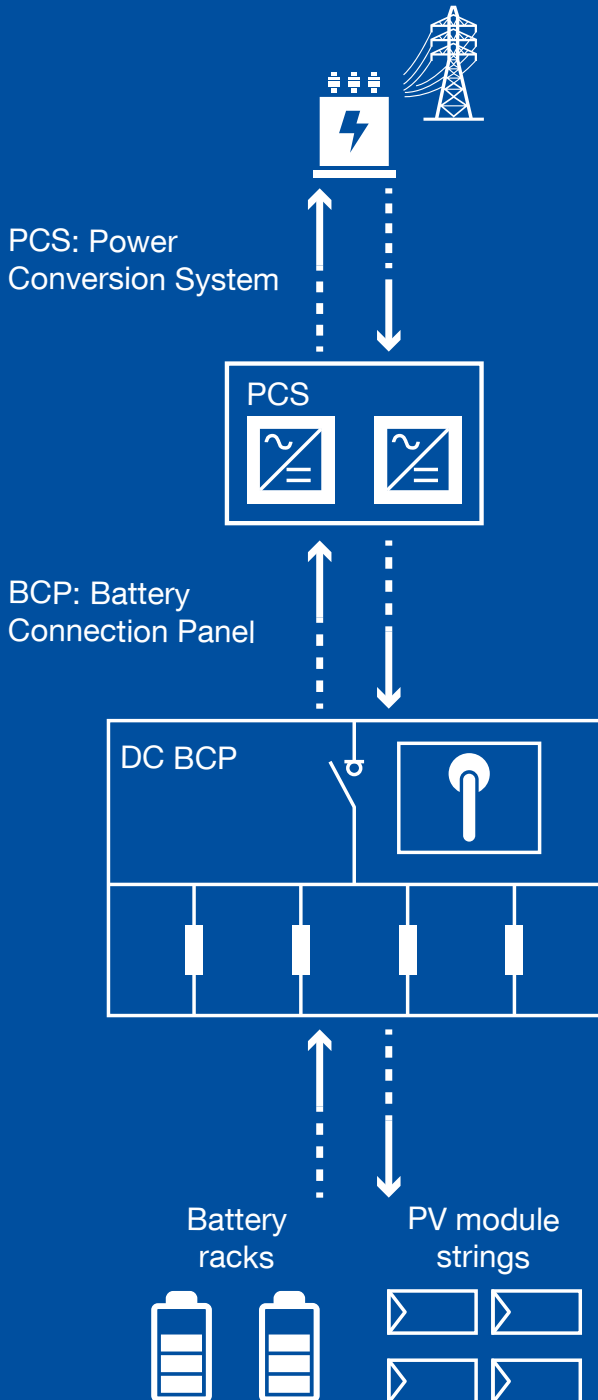 PCS: Power
Conversion System
PCS
BCP: Battery
Connection Panel
DC BCP
Battery
racks
PV module
strings